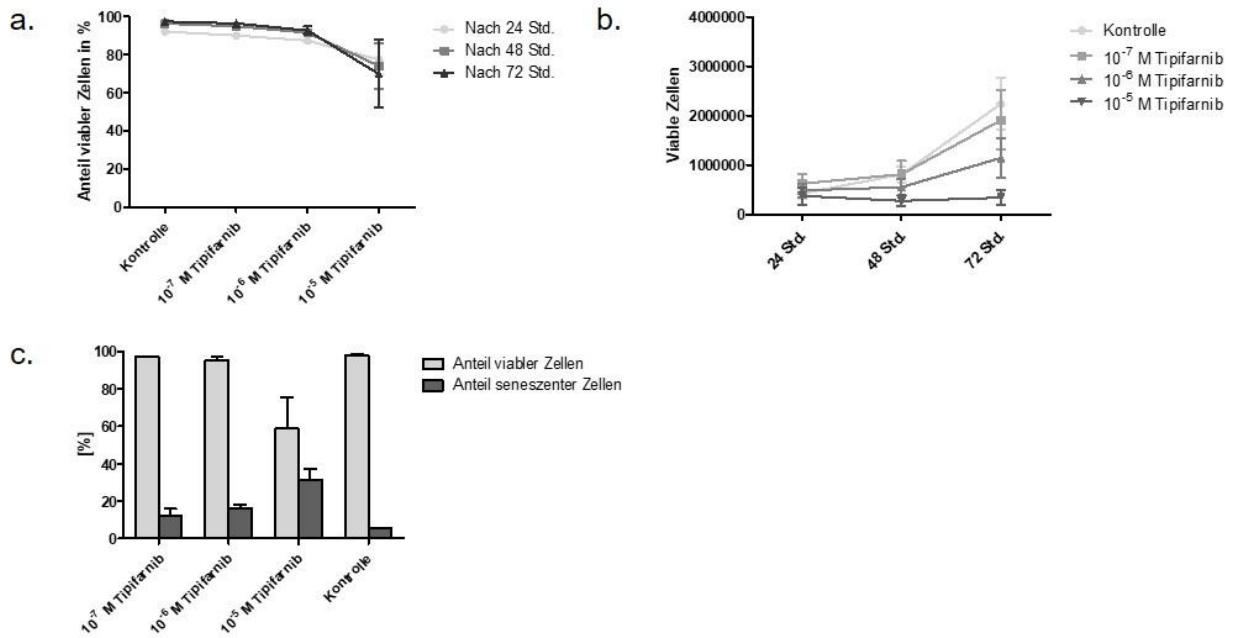 a.
Anteil viabler Zellen in %
100
80
60
40
20
0
Kontrolle
10⁻⁷ M Tipifarnib
10⁻⁶ M Tipifarnib
10⁻⁵ M Tipifarnib
Nach 24 Std.
Nach 48 Std.
Nach 72 Std.
b.
Viable Zellen
4000000
3000000
2000000
1000000
0
24 Std.
48 Std.
72 Std.
Kontrolle
10⁻⁷ M Tipifarnib
10⁻⁶ M Tipifarnib
10⁻⁵ M Tipifarnib
c.
[%]
100
80
60
40
20
0
10⁻⁷ M Tipifarnib
10⁻⁶ M Tipifarnib
10⁻⁵ M Tipifarnib
Kontrolle
Anteil viabler Zellen
Anteil seneszenter Zellen